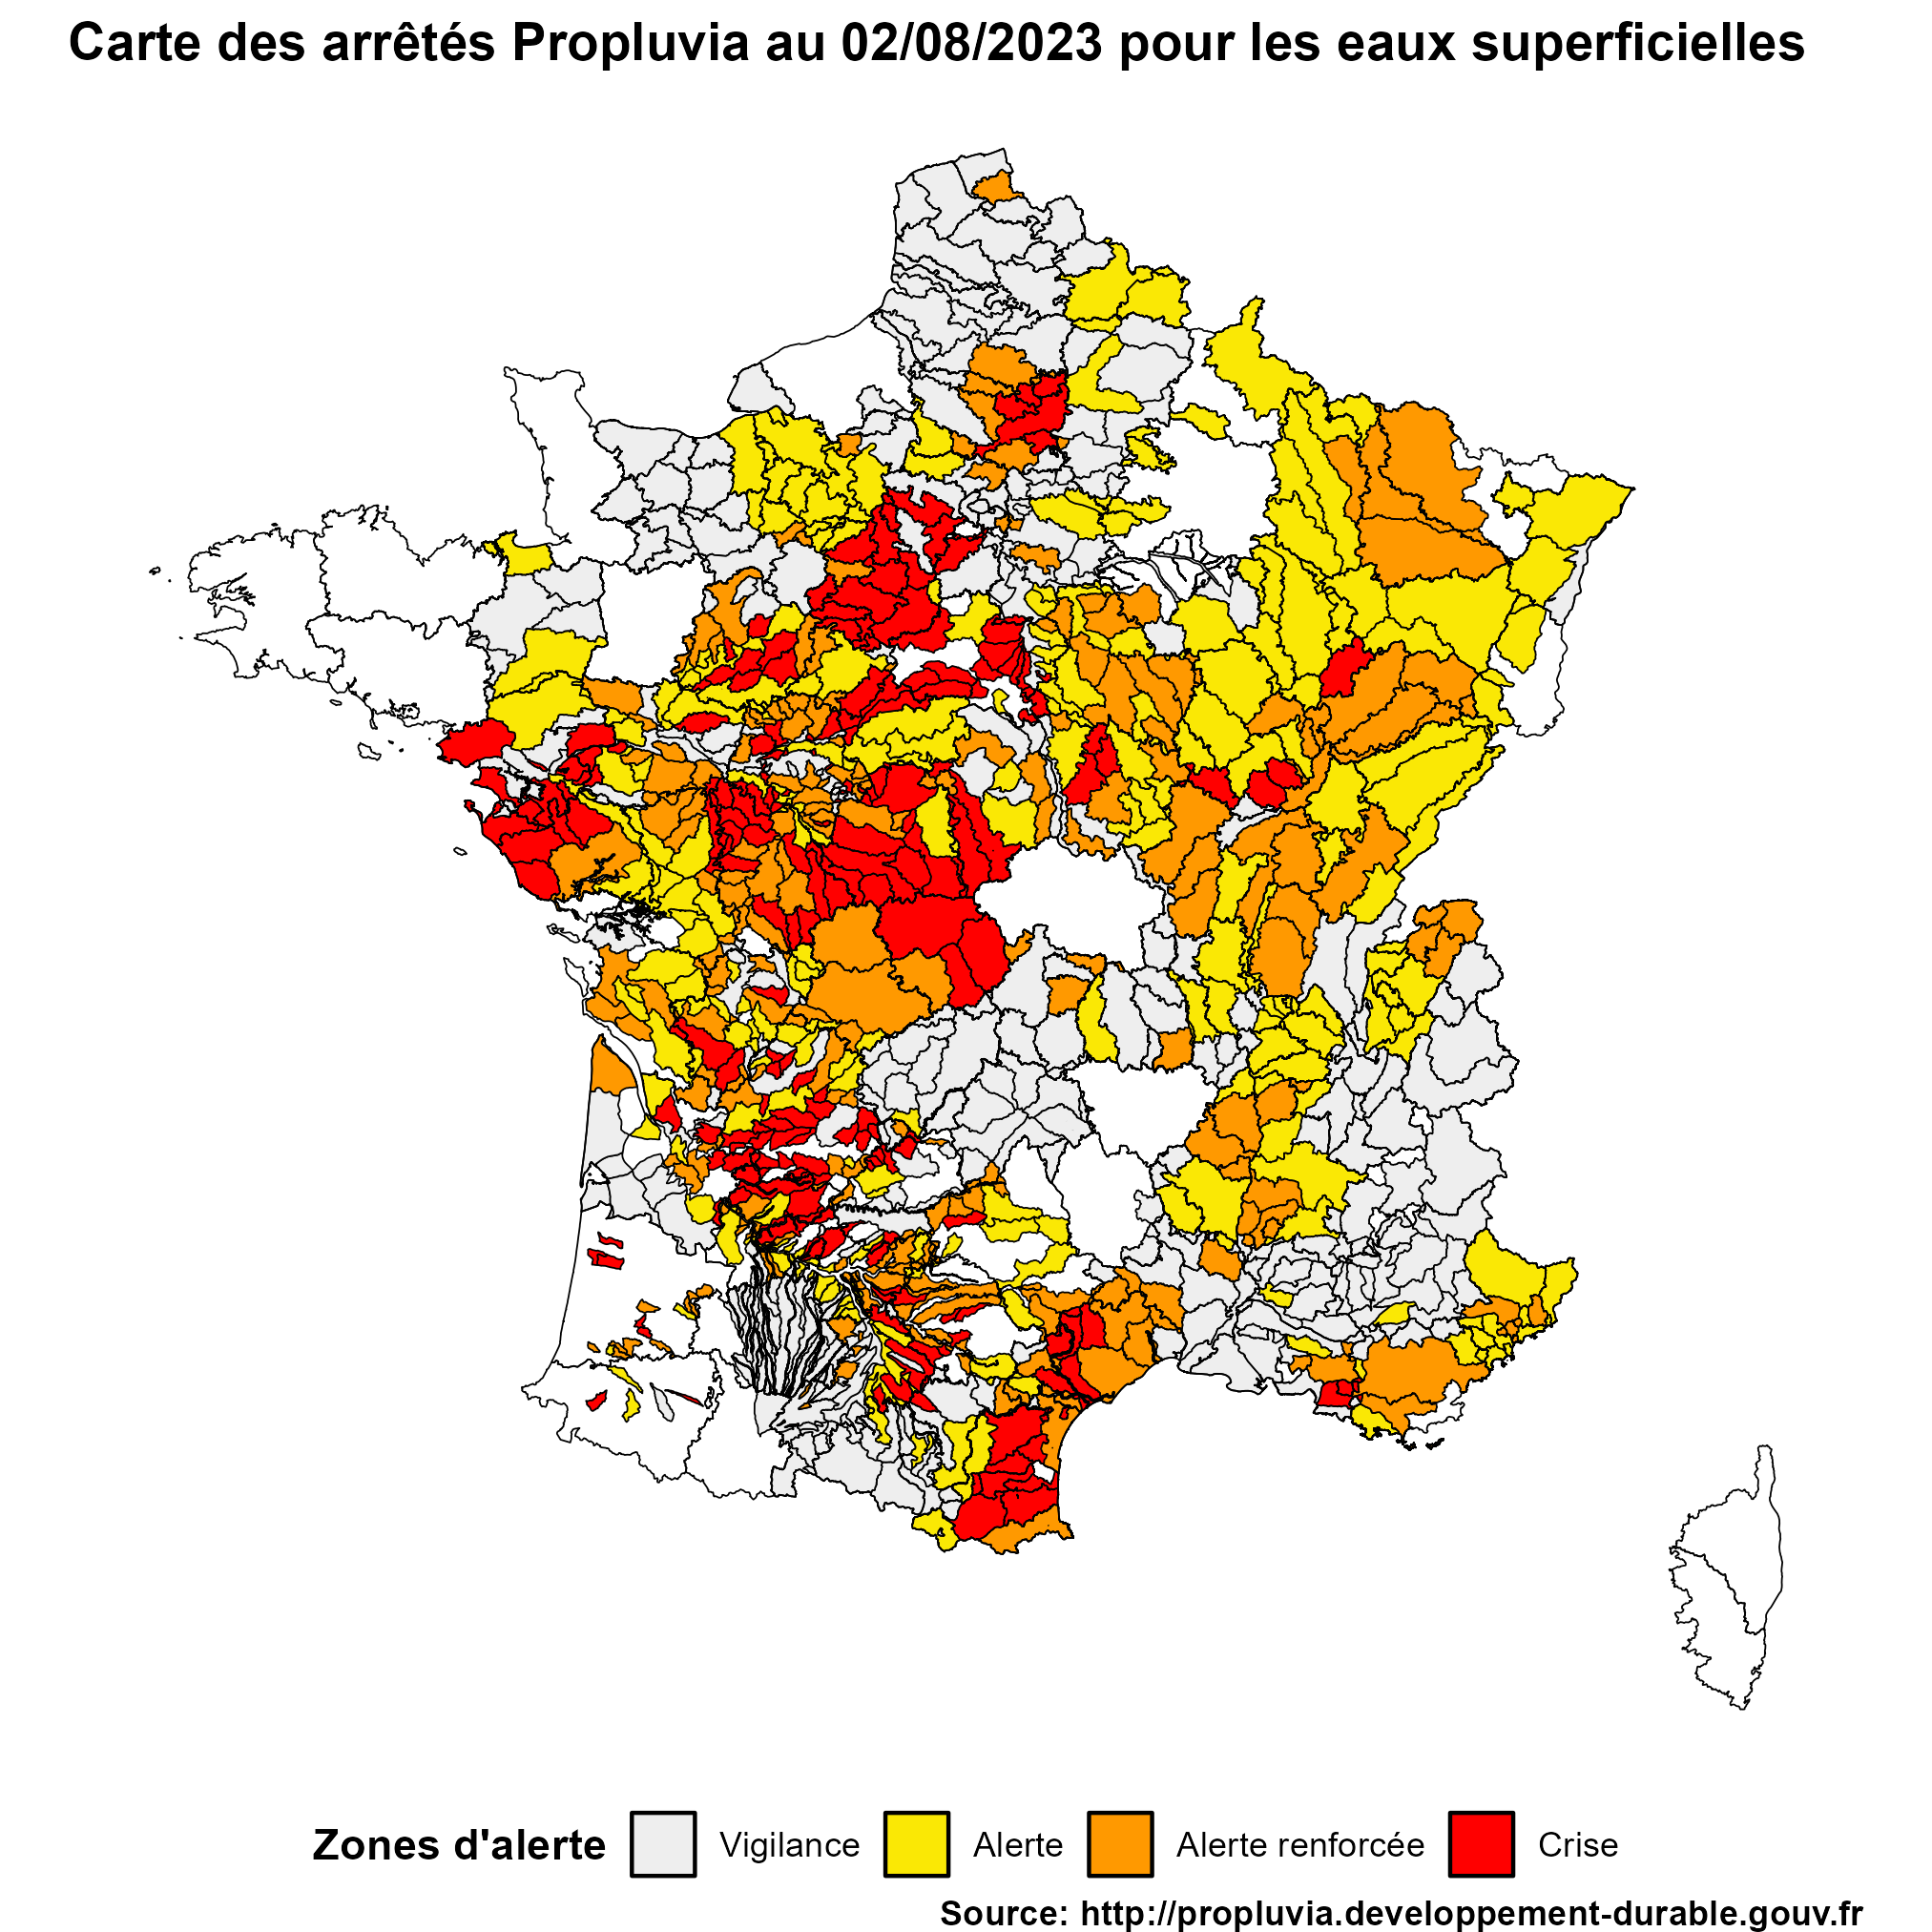 Carte des arrêtés Propluvia au 02/08/2023 pour les eaux superficielles
Zones d'alerte Vigilance Alerte Alerte renforcée Crise
Source: http://propluvia.developpement-durable.gouv.fr